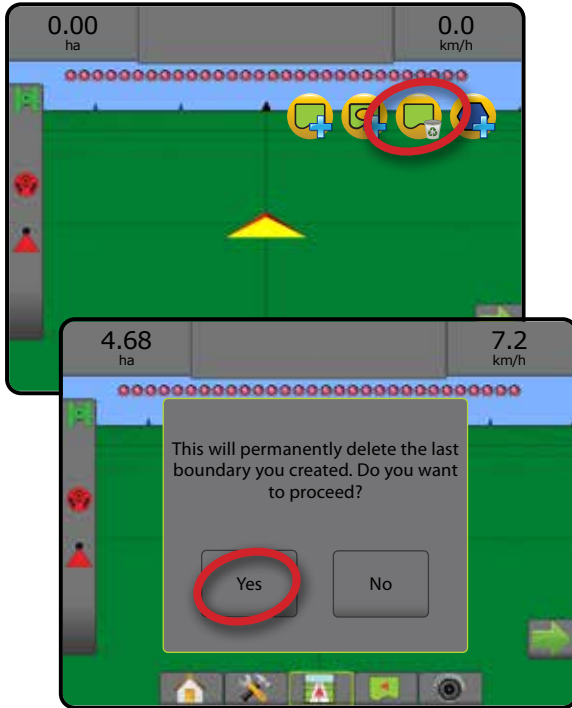 0.00
ha
0.0
km/h
4.68
ha
7.2
km/h
This will permanently delete the last
boundary you created. Do you want
to proceed?
Yes
No